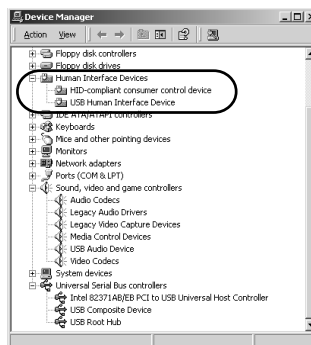 Device Manager
Action View
Floppy disk controllers
Floppy disk drives
Human Interface Devices
HID-compliant consumer control device
USB Human Interface Device
IDE ATA/ATAPI controllers
Keyboards
Mice and other pointing devices
Monitors
Network adapters
Ports (COM & LPT)
Sound, video and game controllers
Audio Codecs
Legacy Audio Drivers
Legacy Video Capture Devices
Media Control Devices
USB Audio Device
Video Codecs
System devices
Universal Serial Bus controllers
Intel 82371AB/EB PCI to USB Universal Host Controller
USB Composite Device
USB Root Hub